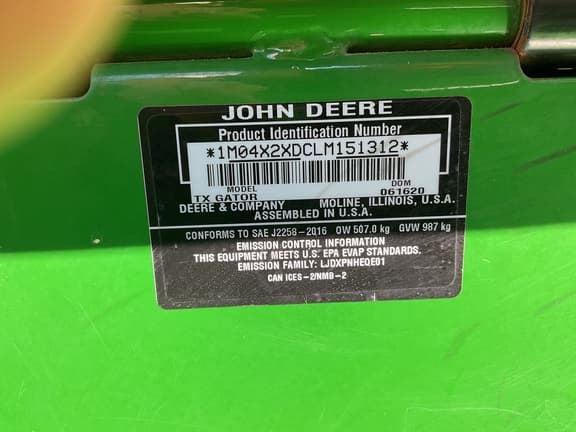 JOHN DEERE
Product Identification Number
*1M04X2XDCLM151312*
MODEL DOM
TX GATOR 061620
DEERE & COMPANY MOLINE, ILLINOIS, U.S.A.
ASSEMBLED IN U.S.A.
CONFORMS TO SAE J2258-2016 OW 507.0 kg GVW 987 kg
EMISSION CONTROL INFORMATION
THIS EQUIPMENT MEETS U.S. EPA EVAP STANDARDS.
EMISSION FAMILY: LJDXPNHEQE01
CAN ICES-2/NMB-2